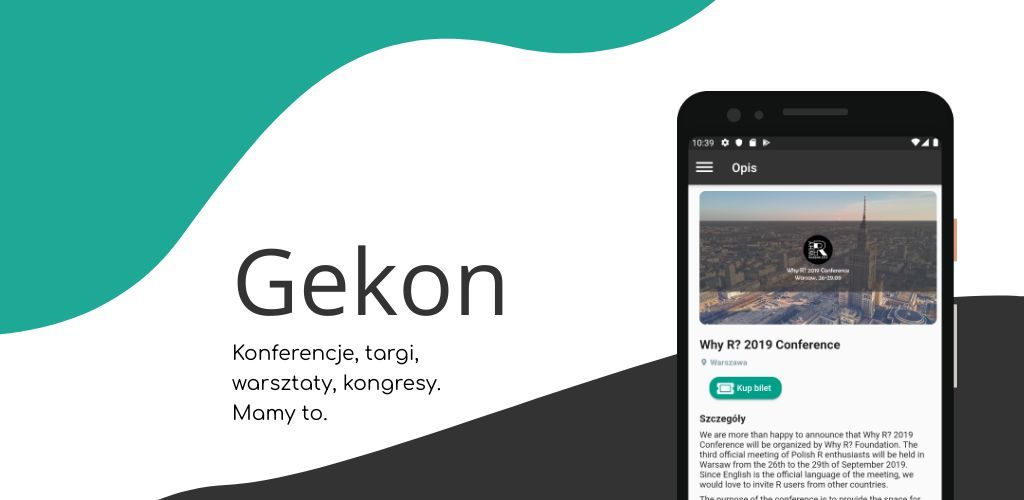 Gekon
Konferencje, targi,
warsztaty, kongresy.
Mamy to.
10:39
Opis
WHY
R
Why R? 2019 Conference
Warsaw, 26-29.09
Why R? 2019 Conference
Warszawa
Kup bilet
Szczegóły
We are more than happy to announce that Why R? 2019
Conference will be organized by Why R? Foundation. The
third official meeting of Polish R enthusiasts will be held in
Warsaw from the 26th to the 29th of September 2019.
Since English is the official language of the meeting, we
would love to invite R users from other countries.
The purpose of the conference is to provide the space for